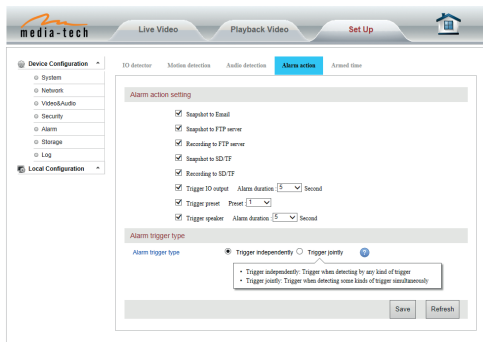 media-tech
Live Video Playback Video Set Up
Device Configuration
System
Network
Video&Audio
Security
Alarm
Storage
Log
Local Configuration
IO detector Motion detection Audio detection Alarm action Armed time
Alarm action setting
Snapshot to Email
Snapshot to FTP server
Recording to FTP server
Snapshot to SD/TF
Recording to SD/TF
Trigger IO output Alarm duration : 5 Second
Trigger preset Preset : 1
Trigger speaker Alarm duration : 5 Second
Alarm trigger type
Alarm trigger type Trigger independently Trigger jointly ?
• Trigger independently: Trigger when detecting by any kind of trigger
• Trigger jointly: Trigger when detecting some kinds of trigger simultaneously
Save Refresh